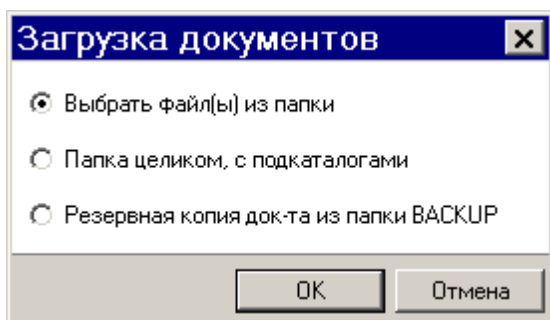 Загрузка документов
Выбрать файл(ы) из папки
Папка целиком, с подкаталогами
Резервная копия док-та из папки BACKUP
OK
Отмена